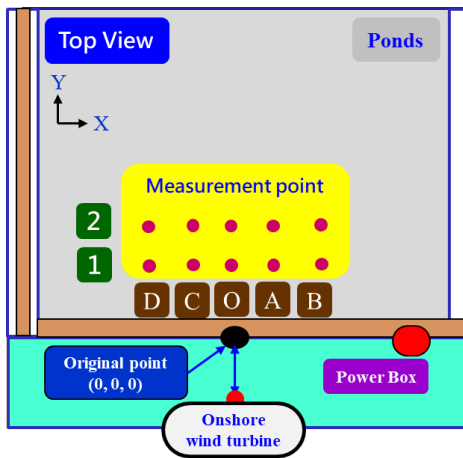 Top View
Ponds
Y
X
Measurement point
2
1
D C O A B
Original point
(0, 0, 0)
Power Box
Onshore
wind turbine